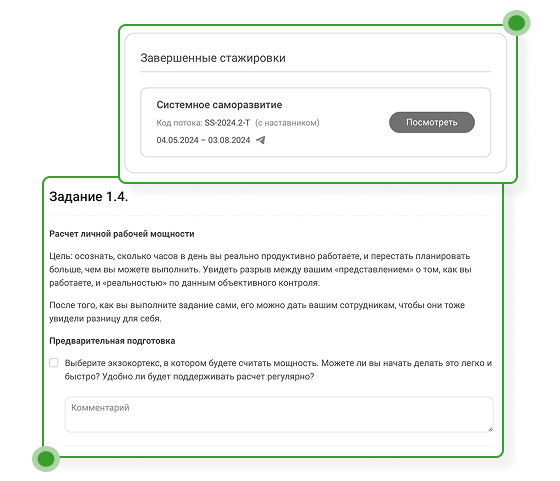 Завершенные стажировки
Системное саморазвитие
Код потока: SS-2024.2-T (с наставником)
Посмотреть
04.05.2024 – 03.08.2024
Задание 1.4.
Расчет личной рабочей мощности
Цель: осознать, сколько часов в день вы реально продуктивно работаете, и перестать планировать
больше, чем вы можете выполнить. Увидеть разрыв между вашим «представлением» о том, как вы
работаете, и «реальностью» по данным объективного контроля.
После того, как вы выполните задание сами, его можно дать вашим сотрудникам, чтобы они тоже
увидели разницу для себя.
Предварительная подготовка
Выберите экзокортекс, в котором будете считать мощность. Можете ли вы начать делать это легко и
быстро? Удобно ли будет поддерживать расчет регулярно?
Комментарий